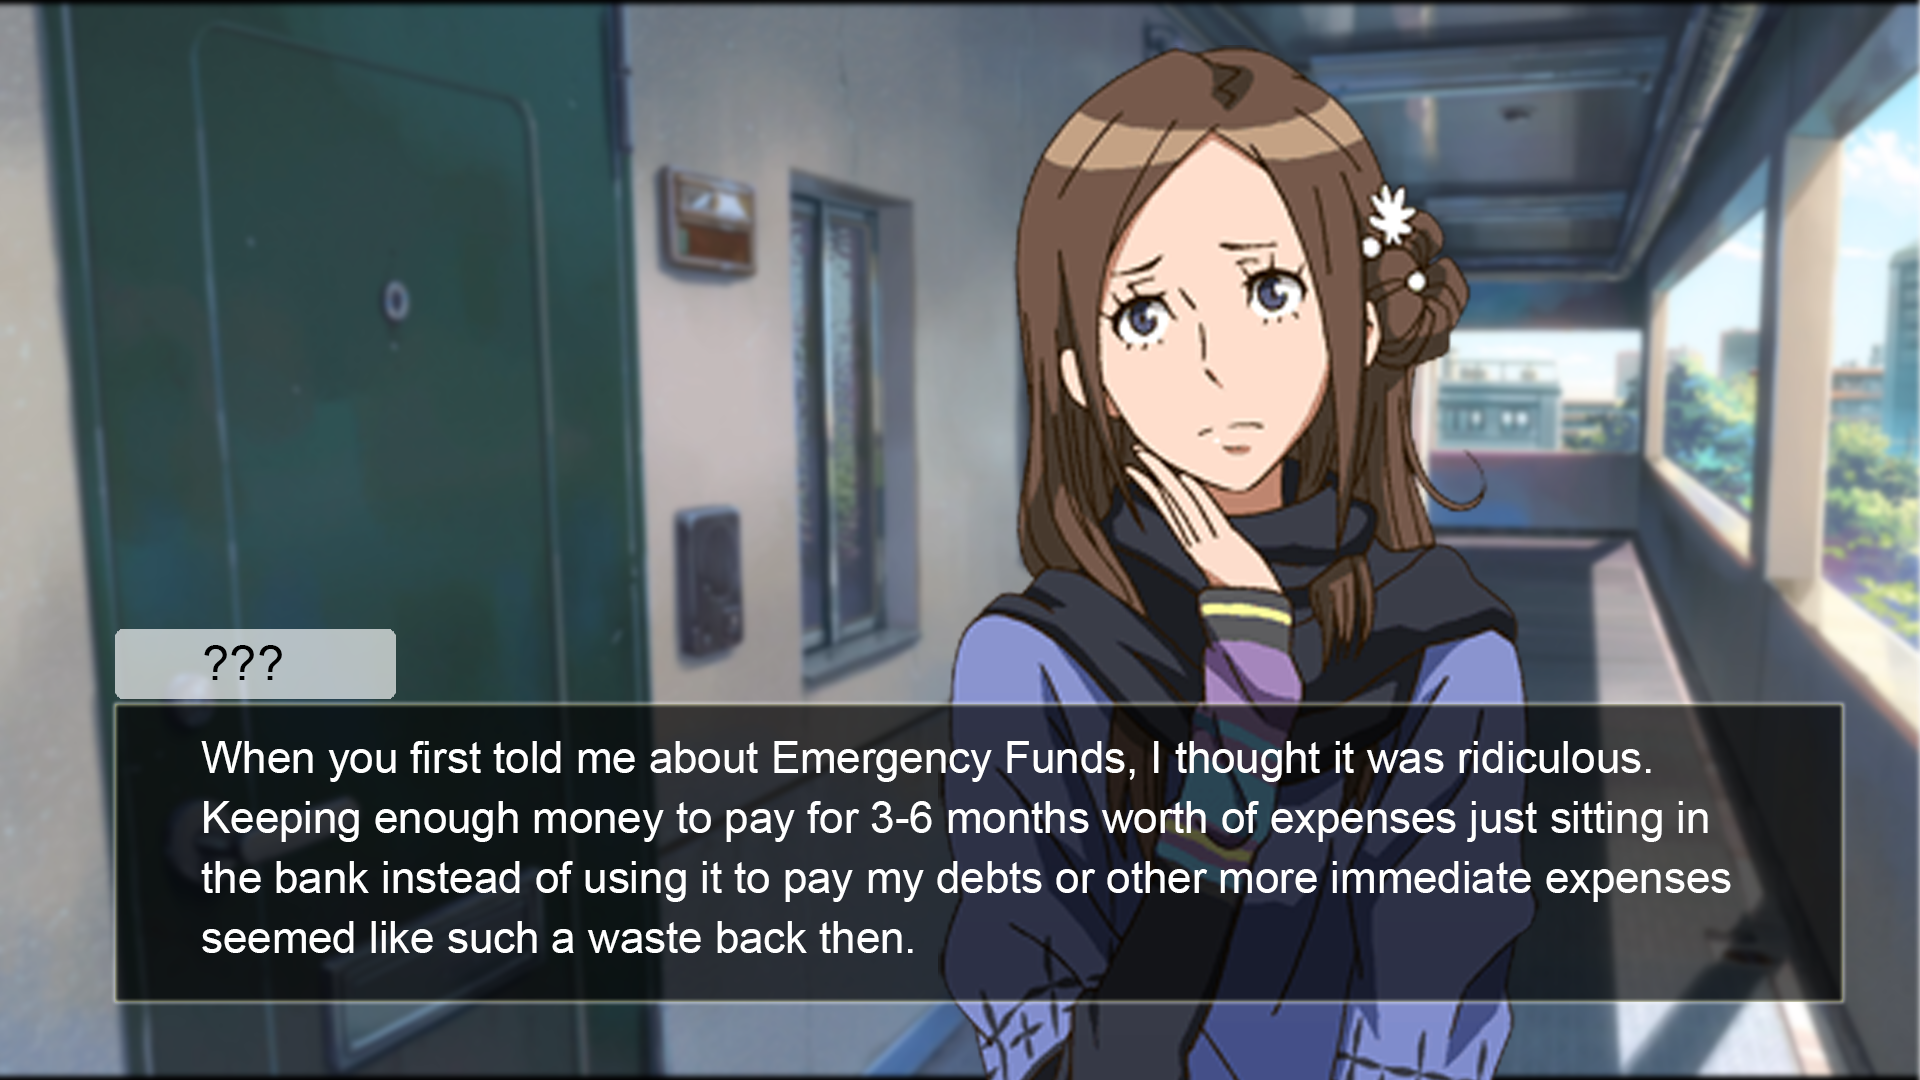 ???
When you first told me about Emergency Funds, I thought it was ridiculous.
Keeping enough money to pay for 3-6 months worth of expenses just sitting in
the bank instead of using it to pay my debts or other more immediate expenses
seemed like such a waste back then.